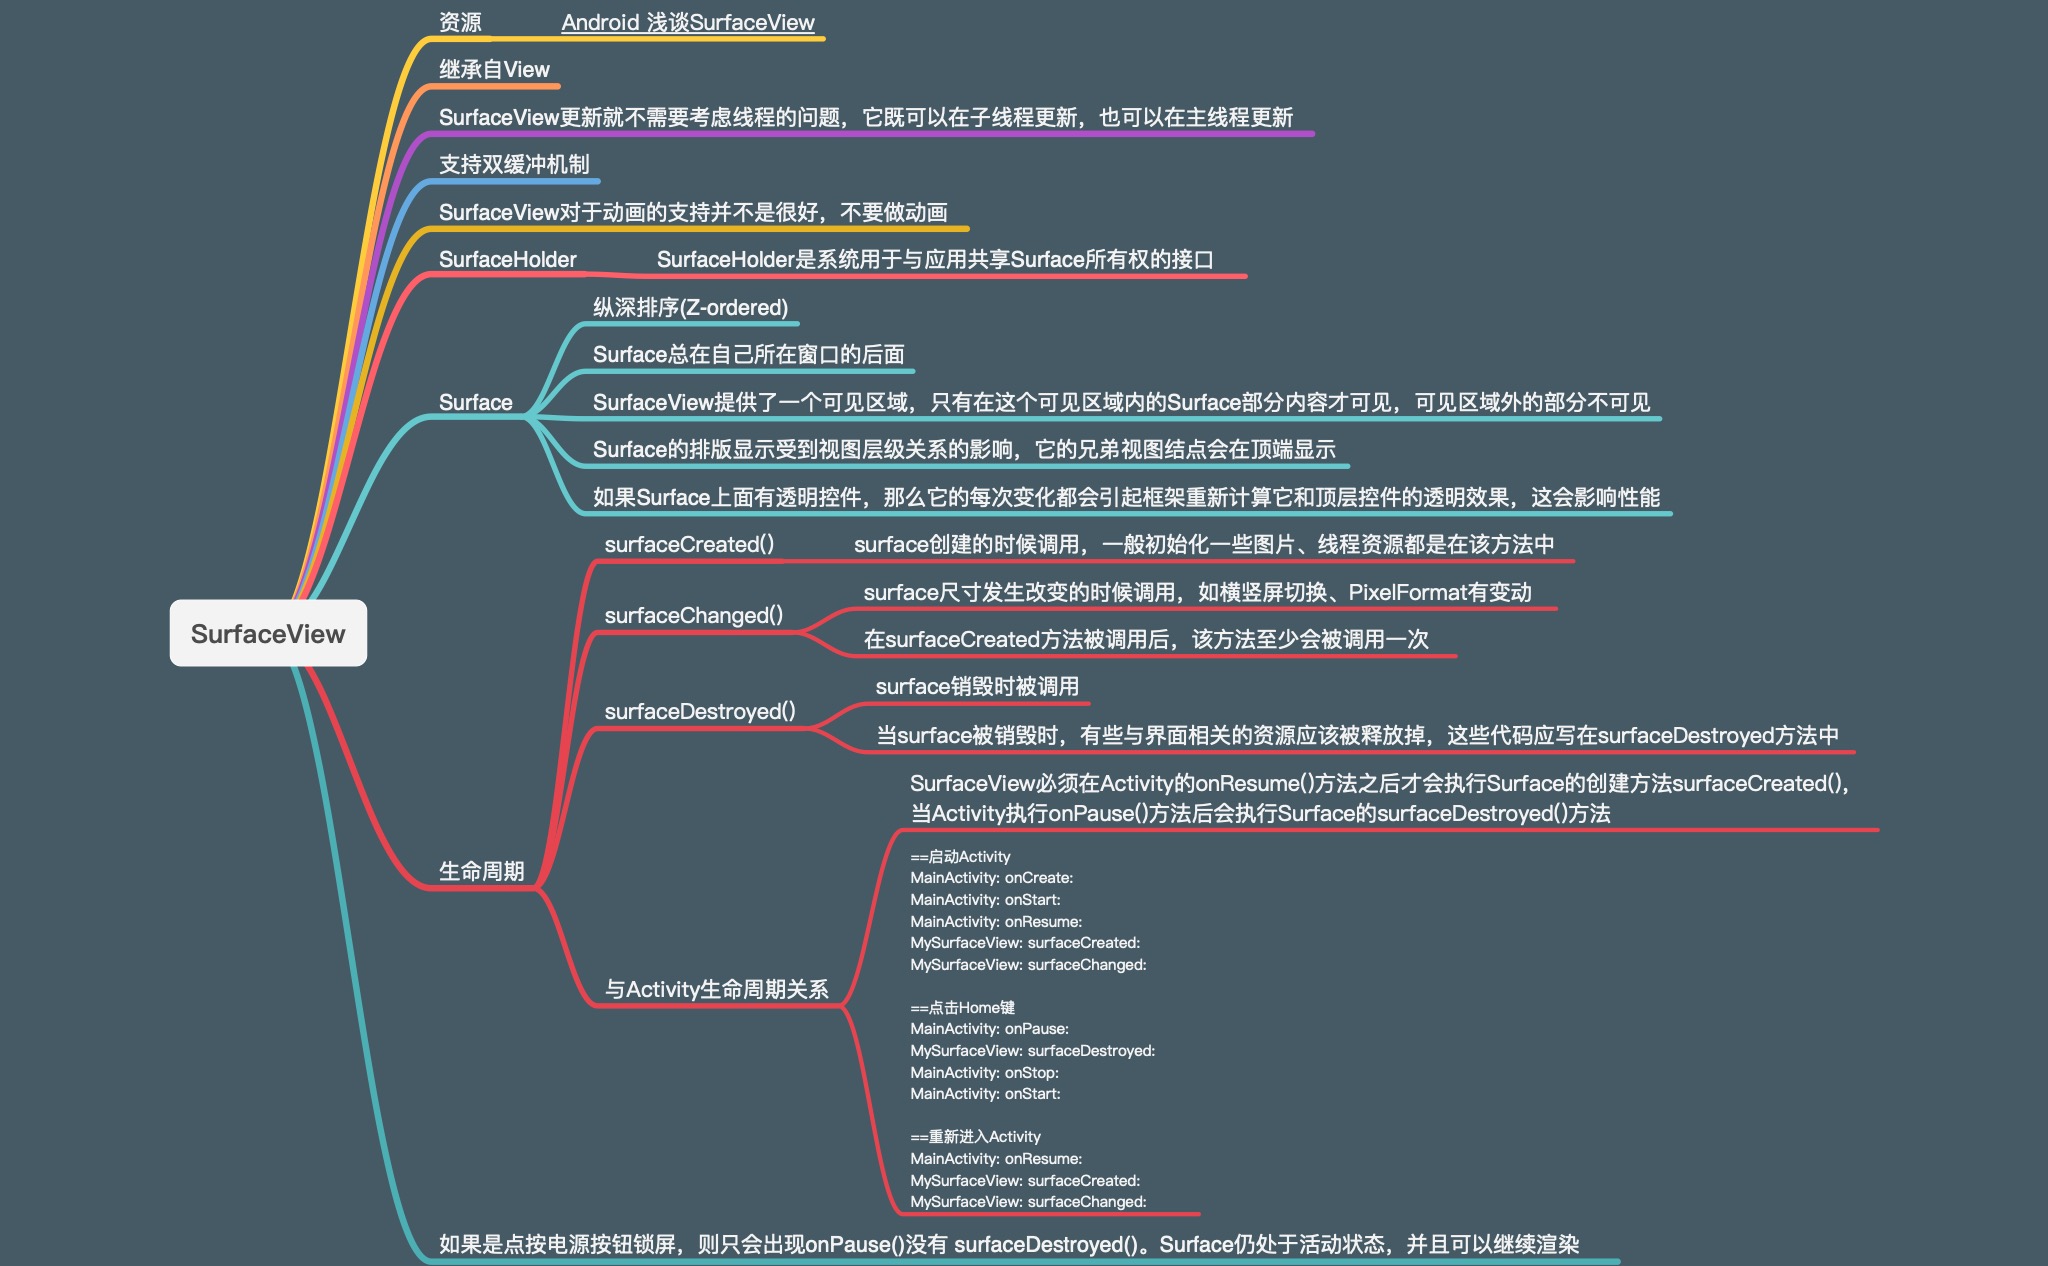 资源
Android 浅谈SurfaceView
继承自View
SurfaceView更新就不需要考虑线程的问题，它既可以在子线程更新，也可以在主线程更新
支持双缓冲机制
SurfaceView对于动画的支持并不是很好，不要做动画
SurfaceHolder
SurfaceHolder是系统用于与应用共享Surface所有权的接口
Surface
纵深排序(Z-ordered)
Surface总在自己所在窗口的后面
SurfaceView提供了一个可见区域，只有在这个可见区域内的Surface部分内容才可见，可见区域外的部分不可见
Surface的排版显示受到视图层级关系的影响，它的兄弟视图结点会在顶端显示
如果Surface上面有透明控件，那么它的每次变化都会引起框架重新计算它和顶层控件的透明效果，这会影响性能
SurfaceView
生命周期
surfaceCreated()
surface创建的时候调用，一般初始化一些图片、线程资源都是在该方法中
surfaceChanged()
surface尺寸发生改变的时候调用，如横竖屏切换、PixelFormat有变动
在surfaceCreated方法被调用后，该方法至少会被调用一次
surfaceDestroyed()
surface销毁时被调用
当surface被销毁时，有些与界面相关的资源应该被释放掉，这些代码应写在surfaceDestroyed方法中
与Activity生命周期关系
SurfaceView必须在Activity的onResume()方法之后才会执行Surface的创建方法surfaceCreated()，
当Activity执行onPause()方法后会执行Surface的surfaceDestroyed()方法
==启动Activity
MainActivity: onCreate:
MainActivity: onStart:
MainActivity: onResume:
MySurfaceView: surfaceCreated:
MySurfaceView: surfaceChanged:
==点击Home键
MainActivity: onPause:
MySurfaceView: surfaceDestroyed:
MainActivity: onStop:
MainActivity: onStart:
==重新进入Activity
MainActivity: onResume:
MySurfaceView: surfaceCreated:
MySurfaceView: surfaceChanged:
如果是点按电源按钮锁屏，则只会出现onPause()没有 surfaceDestroyed()。Surface仍处于活动状态，并且可以继续渲染